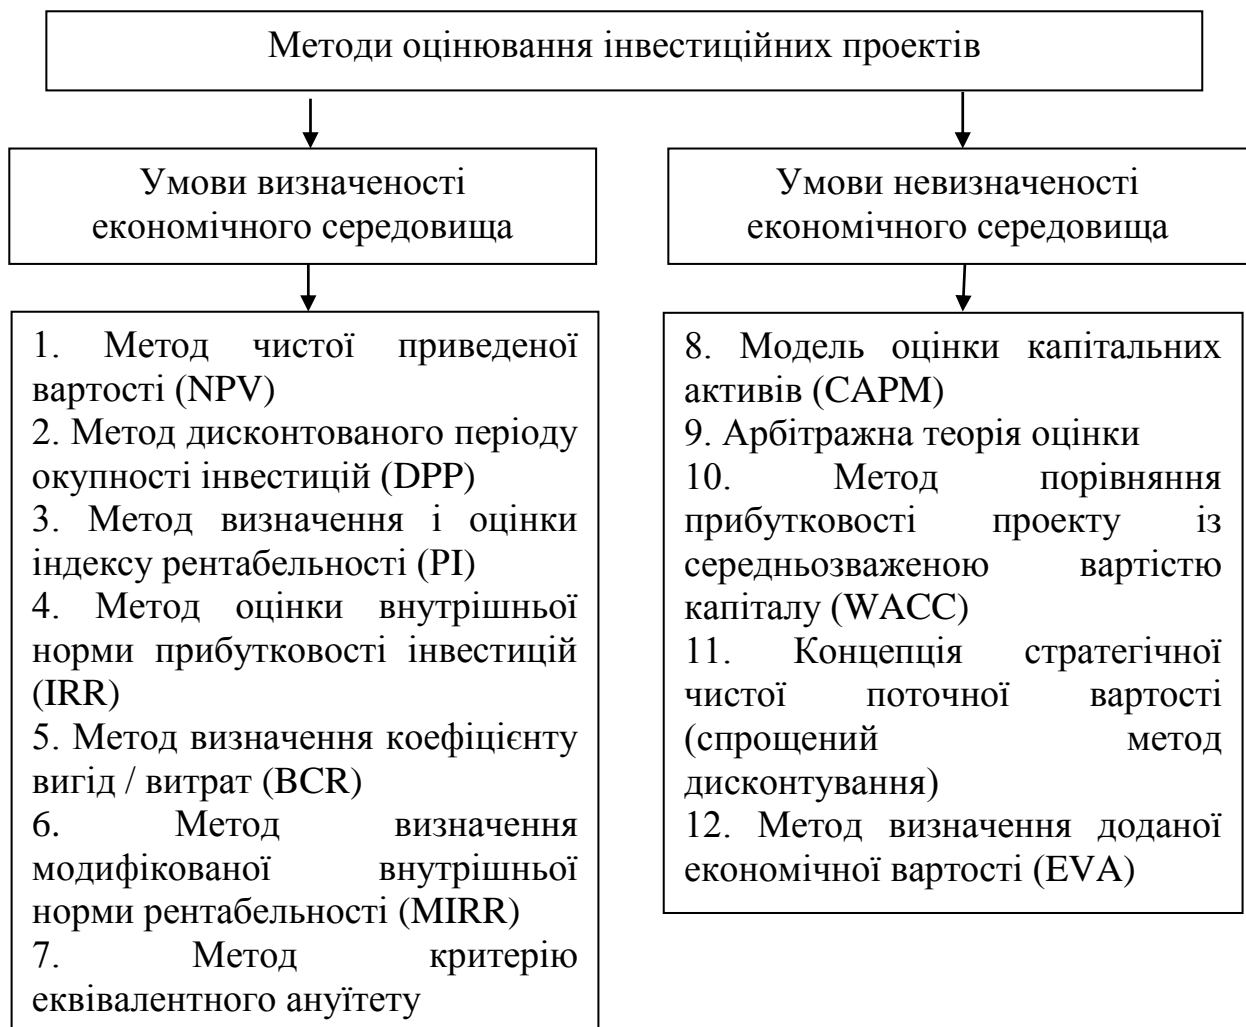 Методи оцінювання інвестиційних проектів
Умови визначеності
економічного середовища
Умови невизначеності
економічного середовища
1. Метод чистої приведеної
вартості (NPV)
2. Метод дисконтованого періоду
окупності інвестицій (DPP)
3. Метод визначення і оцінки
індексу рентабельності (PI)
4. Метод оцінки внутрішньої
норми прибутковості інвестицій
(IRR)
5. Метод визначення коефіцієнту
вигід / витрат (BCR)
6. Метод визначення
модифікованої внутрішньої
норми рентабельності (MIRR)
7. Метод критерію
еквівалентного ануїтету
8. Модель оцінки капітальних
активів (CAPM)
9. Арбітражна теорія оцінки
10. Метод порівняння
прибутковості проекту із
середньозваженою вартістю
капіталу (WACC)
11. Концепція стратегічної
чистої поточної вартості
(спрощений метод
дисконтування)
12. Метод визначення доданої
економічної вартості (EVA)